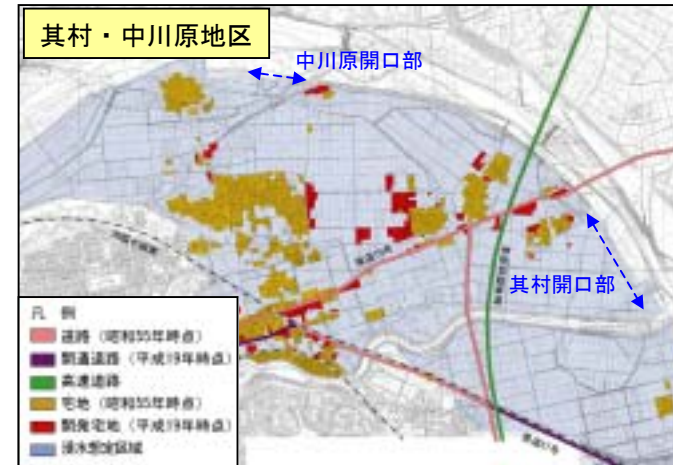 其村・中川原地区
中川原開口部
其村開口部
凡 例
道路（昭和55年時点）
開通道路（平成19年時点）
高速道路
宅地（昭和55年時点）
開発宅地（平成19年時点）
浸水想定区域